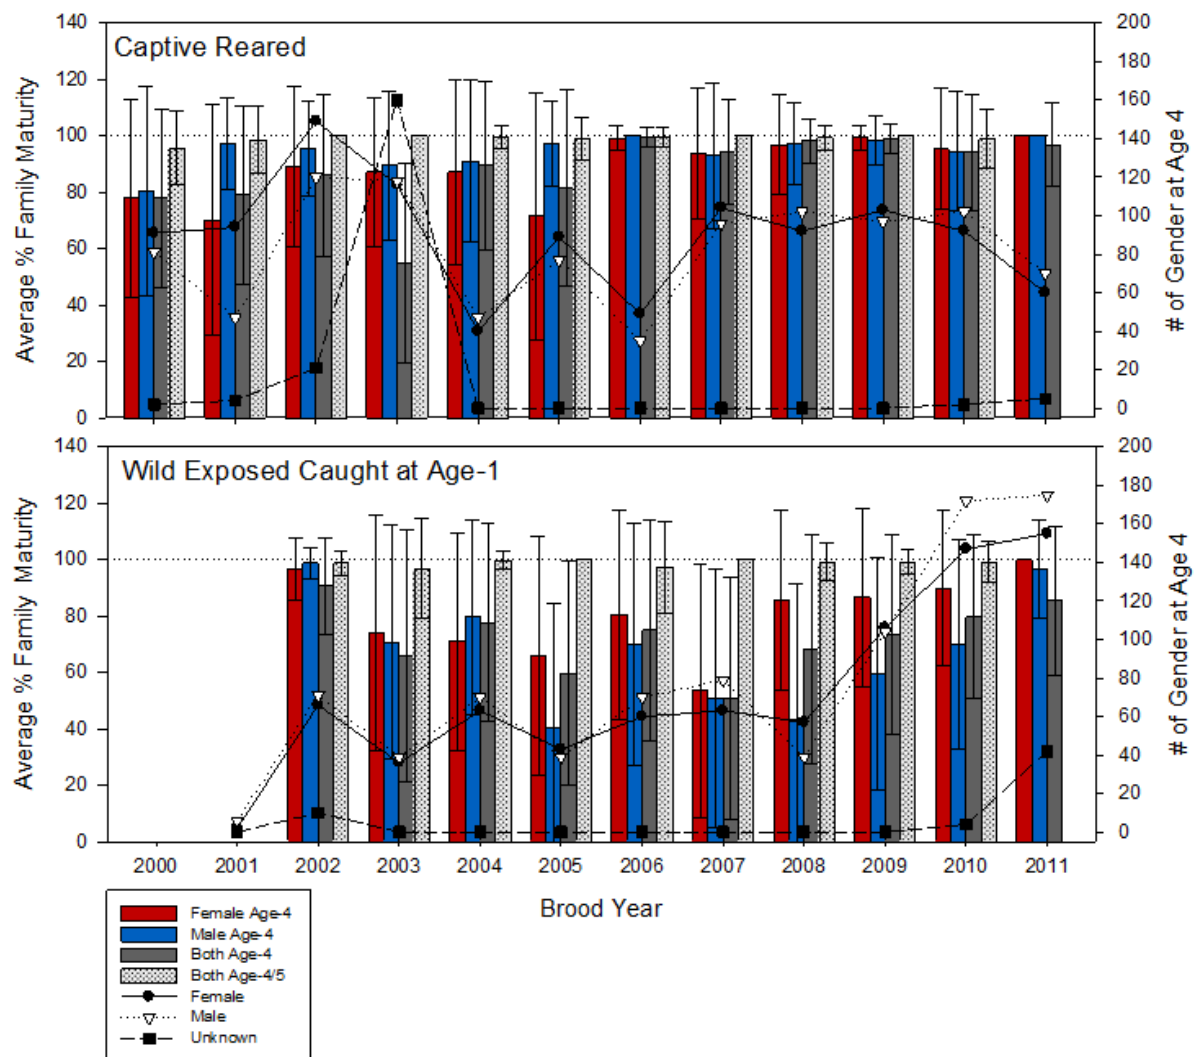 Captive Reared
140
120
100
80
60
40
20
0
Average % Family Maturity
200
180
160
140
120
100
80
60
40
20
0
# of Gender at Age 4
Wild Exposed Caught at Age-1
140
120
100
80
60
40
20
0
Average % Family Maturity
200
180
160
140
120
100
80
60
40
20
0
# of Gender at Age 4
2000 2001 2002 2003 2004 2005 2006 2007 2008 2009 2010 2011
Brood Year
Female Age-4
Male Age-4
Both Age-4
Both Age-4/5
Female
Male
Unknown